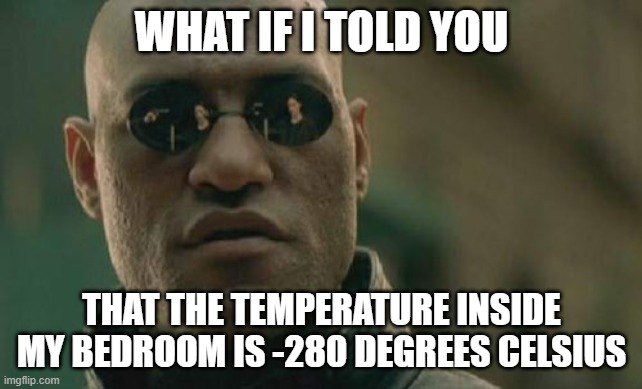 WHAT IF I TOLD YOU
THAT THE TEMPERATURE INSIDE
MY BEDROOM IS -280 DEGREES CELSIUS
imgflip.com